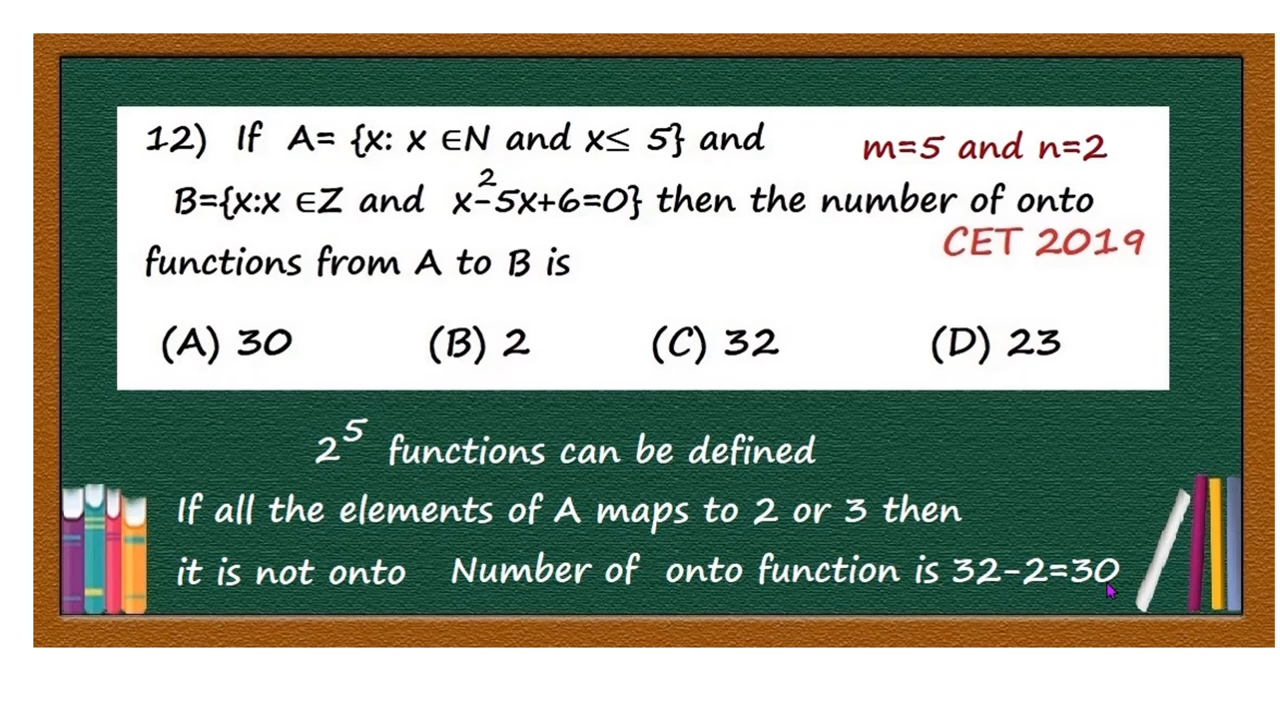 12) If A= {x: x ∈N and x≤ 5} and
m=5 and n=2
B={x:x ∈Z and x²-5x+6=0} then the number of onto
CET 2019
functions from A to B is
(A) 30 (B) 2 (C) 32 (D) 23
2⁵ functions can be defined
If all the elements of A maps to 2 or 3 then
it is not onto Number of onto function is 32-2=30